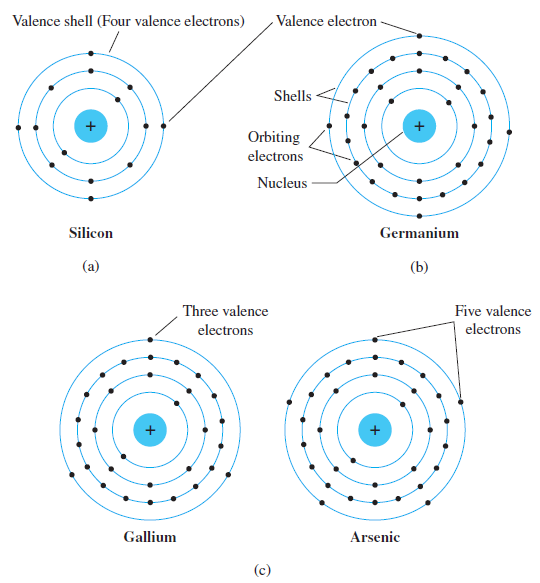 Valence shell (Four valence electrons)
Valence electron
Shells
Orbiting
electrons
Nucleus
+
+
Silicon
Germanium
(a)
(b)
Three valence
electrons
Five valence
electrons
+
+
Gallium
Arsenic
(c)